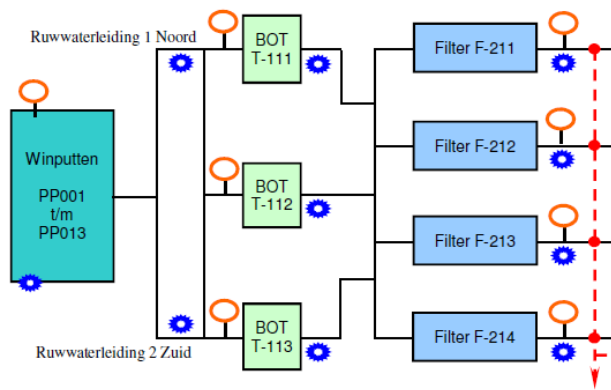 Ruwwaterleiding 1 Noord
BOT
T-111
Filter F-211
Winputten
PP001
t/m
PP013
BOT
T-112
Filter F-212
Filter F-213
BOT
T-113
Filter F-214
Ruwwaterleiding 2 Zuid